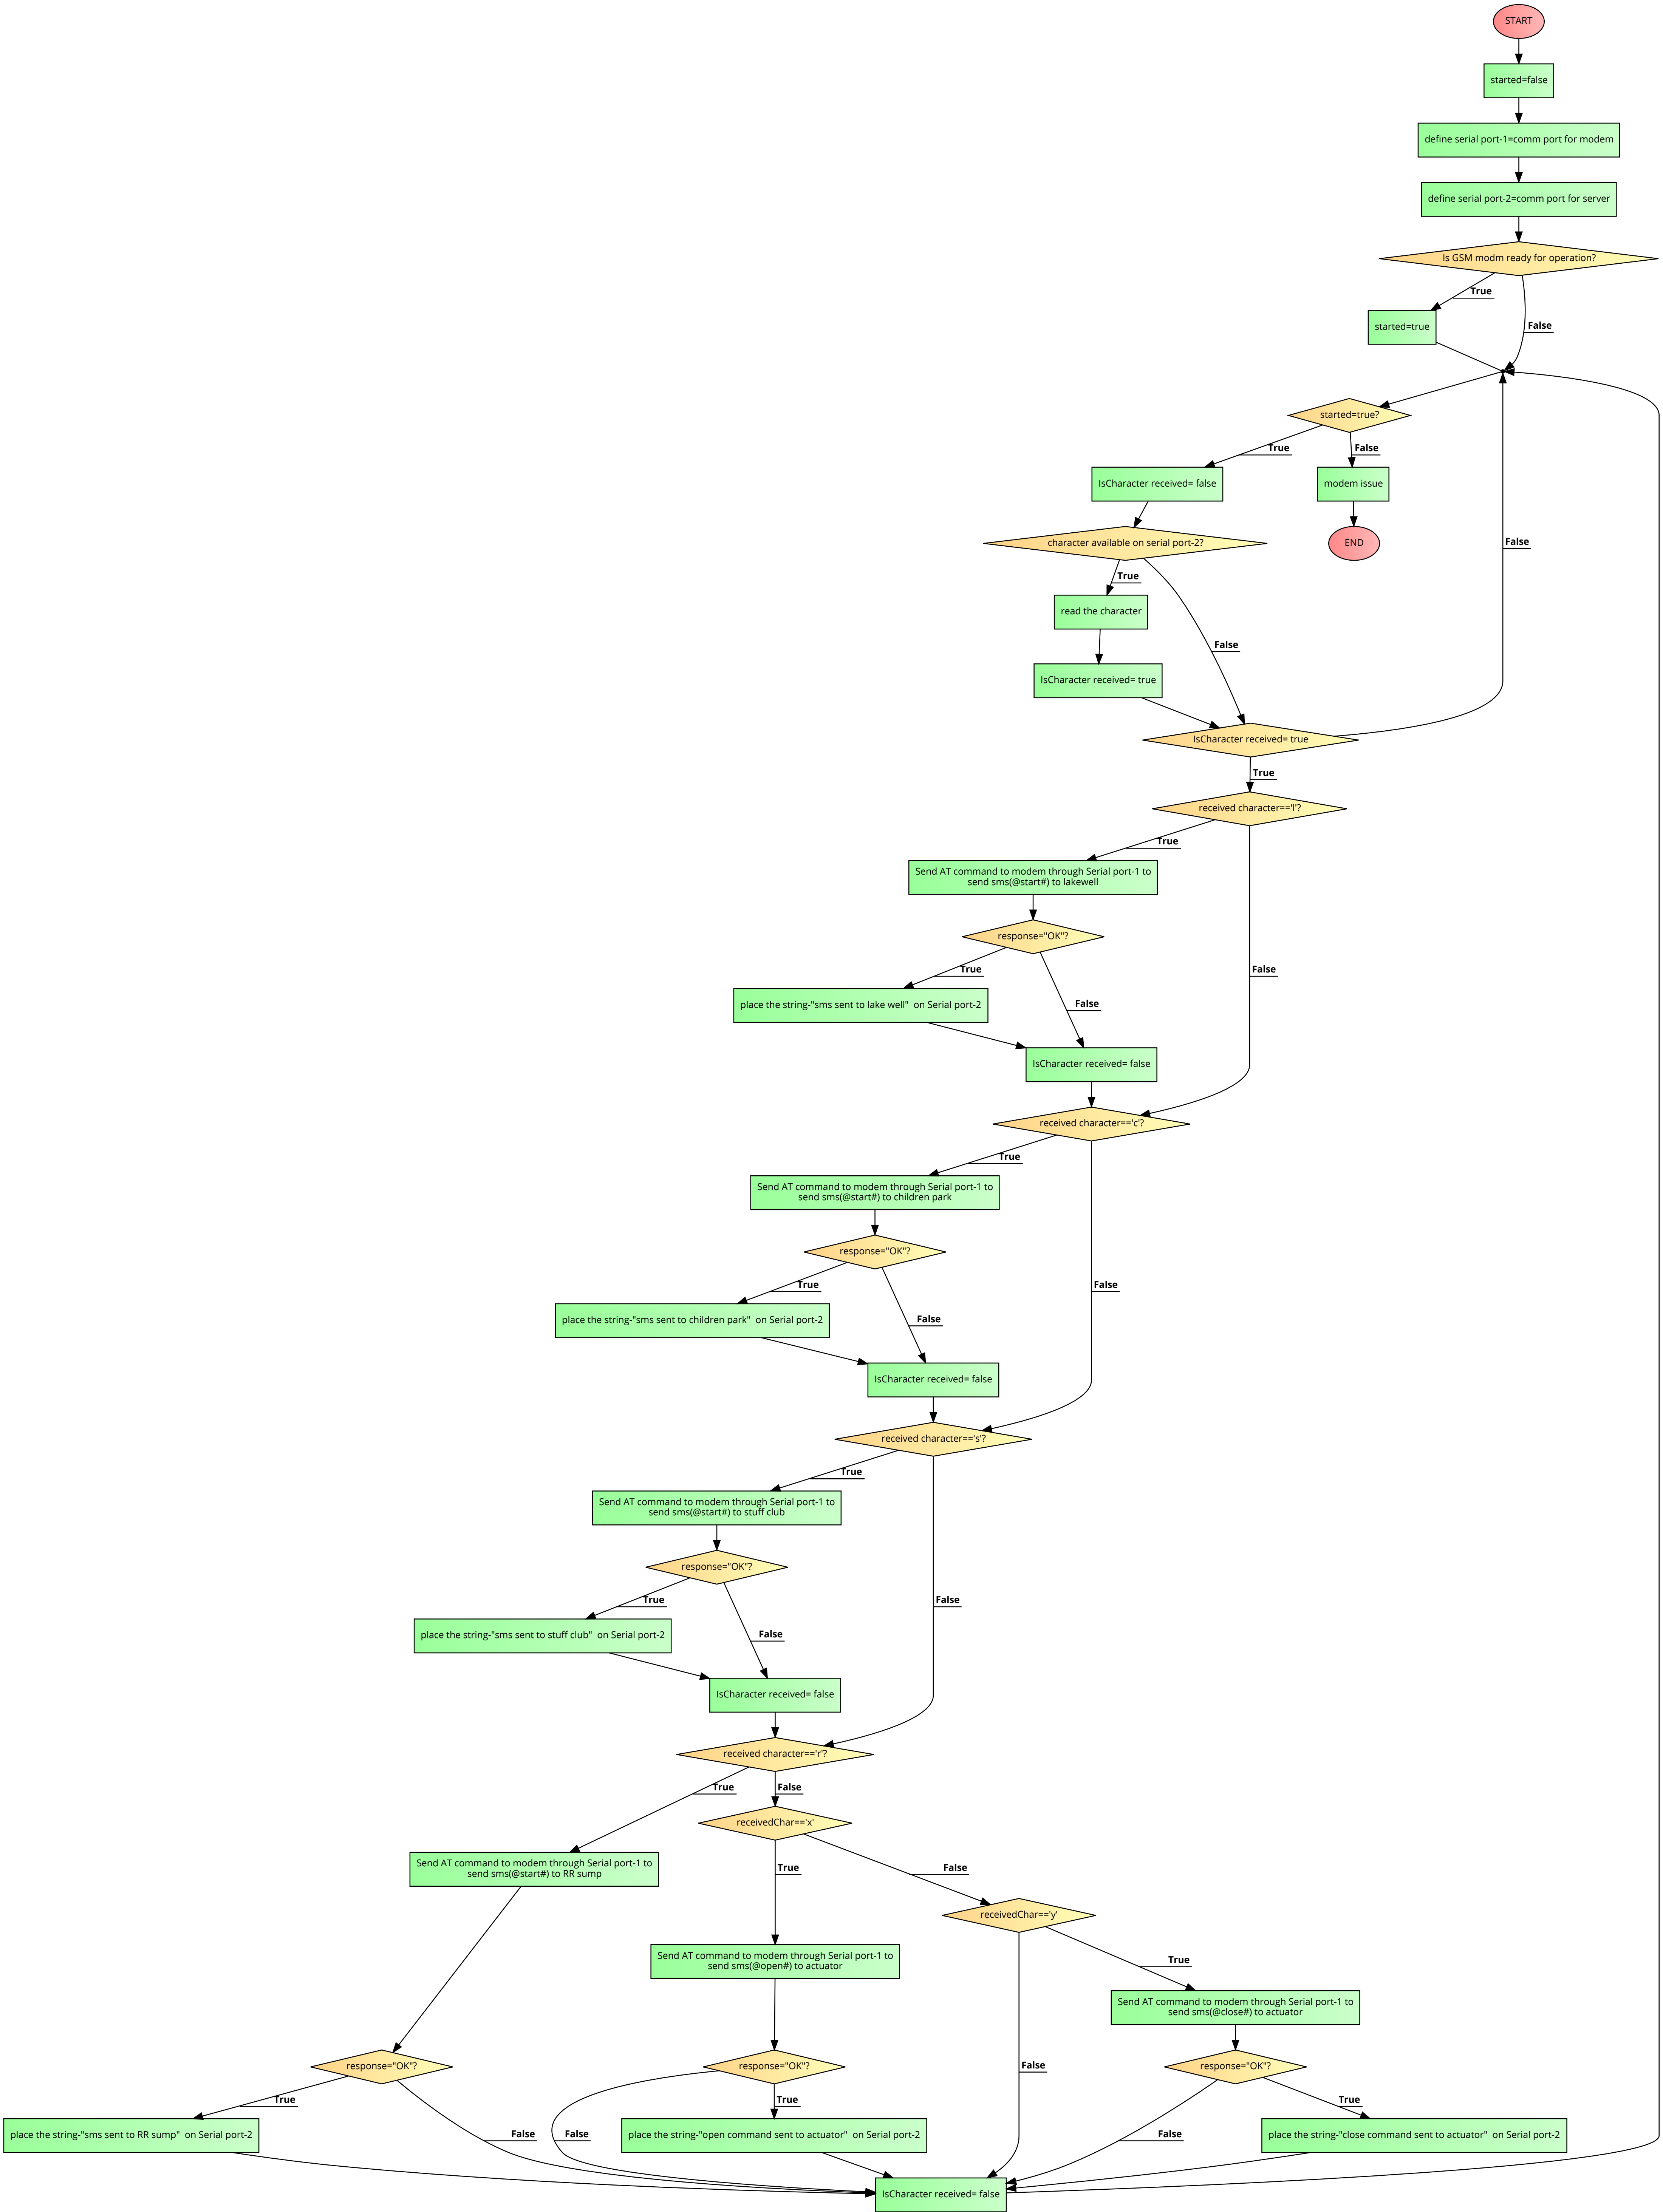 START
started=false
define serial port-1=comm port for modem
define serial port-2=comm port for server
Is GSM modm ready for operation?
True
started=true
False
started=true?
True
False
IsCharacter received= false
modem issue
character available on serial port-2?
END
False
True
read the character
False
IsCharacter received= true
IsCharacter received= true
True
received character=='l'?
True
Send AT command to modem through Serial port-1 to
send sms(@start#) to lakewell
response="OK"?
True
False
place the string-"sms sent to lake well"  on Serial port-2
False
IsCharacter received= false
received character=='c'?
True
Send AT command to modem through Serial port-1 to
send sms(@start#) to children park
response="OK"?
True
False
place the string-"sms sent to children park"  on Serial port-2
False
IsCharacter received= false
received character=='s'?
True
Send AT command to modem through Serial port-1 to
send sms(@start#) to stuff club
response="OK"?
True
False
place the string-"sms sent to stuff club"  on Serial port-2
False
IsCharacter received= false
received character=='r'?
True
False
receivedChar=='x'
Send AT command to modem through Serial port-1 to
send sms(@start#) to RR sump
True
False
receivedChar=='y'
Send AT command to modem through Serial port-1 to
send sms(@open#) to actuator
True
Send AT command to modem through Serial port-1 to
send sms(@close#) to actuator
response="OK"?
response="OK"?
False
response="OK"?
True
True
True
place the string-"sms sent to RR sump"  on Serial port-2
False
False
place the string-"open command sent to actuator"  on Serial port-2
False
place the string-"close command sent to actuator"  on Serial port-2
IsCharacter received= false